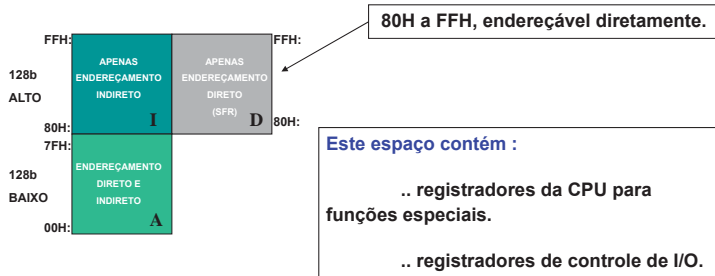 80H a FFH, endereçável diretamente.
FFH:
FFH:
128b
ALTO
APENAS
ENDEREÇAMENTO
INDIRETO
I
APENAS
ENDEREÇAMENTO
DIRETO
(SFR)
D
80H:
80H:
7FH:
128b
BAIXO
ENDEREÇAMENTO
DIRETO E
INDIRETO
A
00H:
Este espaço contém :
.. registradores da CPU para
funções especiais.
.. registradores de controle de I/O.